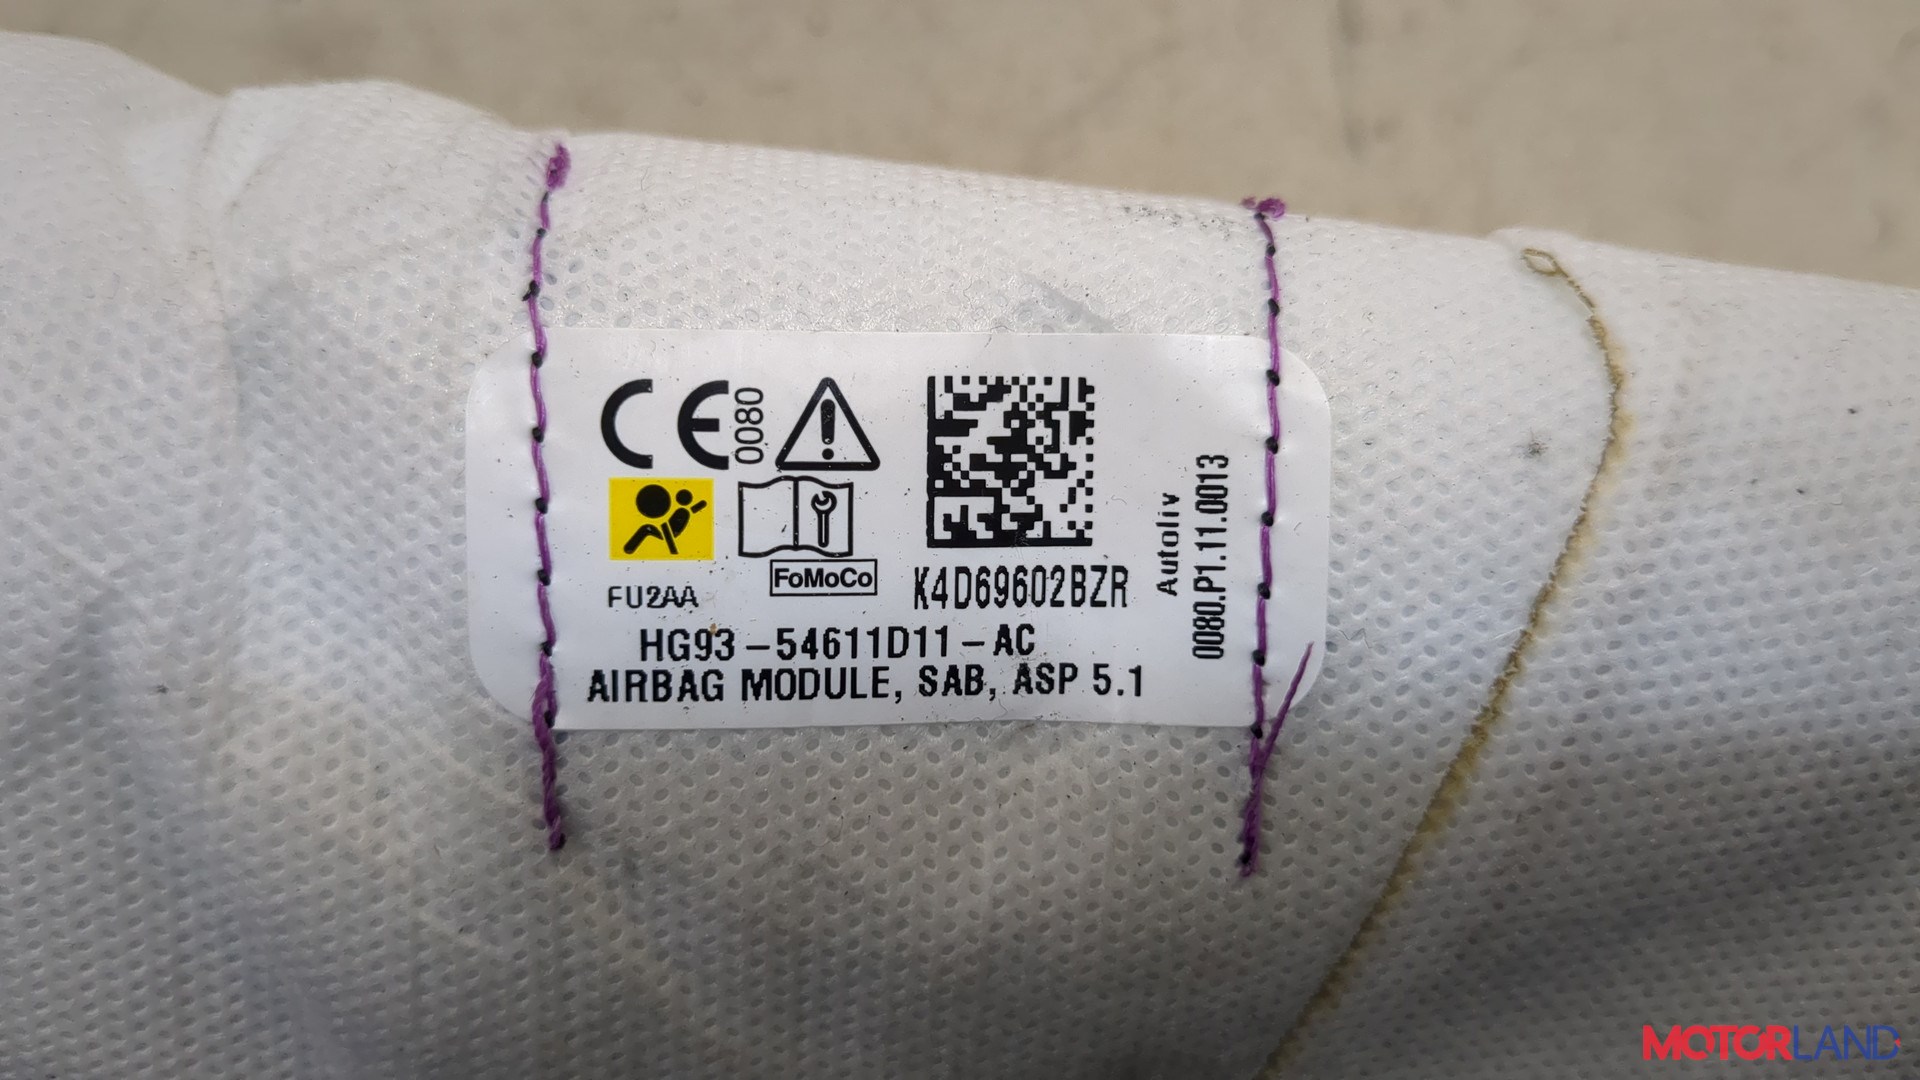 CE 0080
FoMoCo
FU2AA
K4D69602BZR
HG93-54611D11-AC
AIRBAG MODULE, SAB, ASP 5.1
Autoliv
0080.P1.11.0013
MOTORLAND